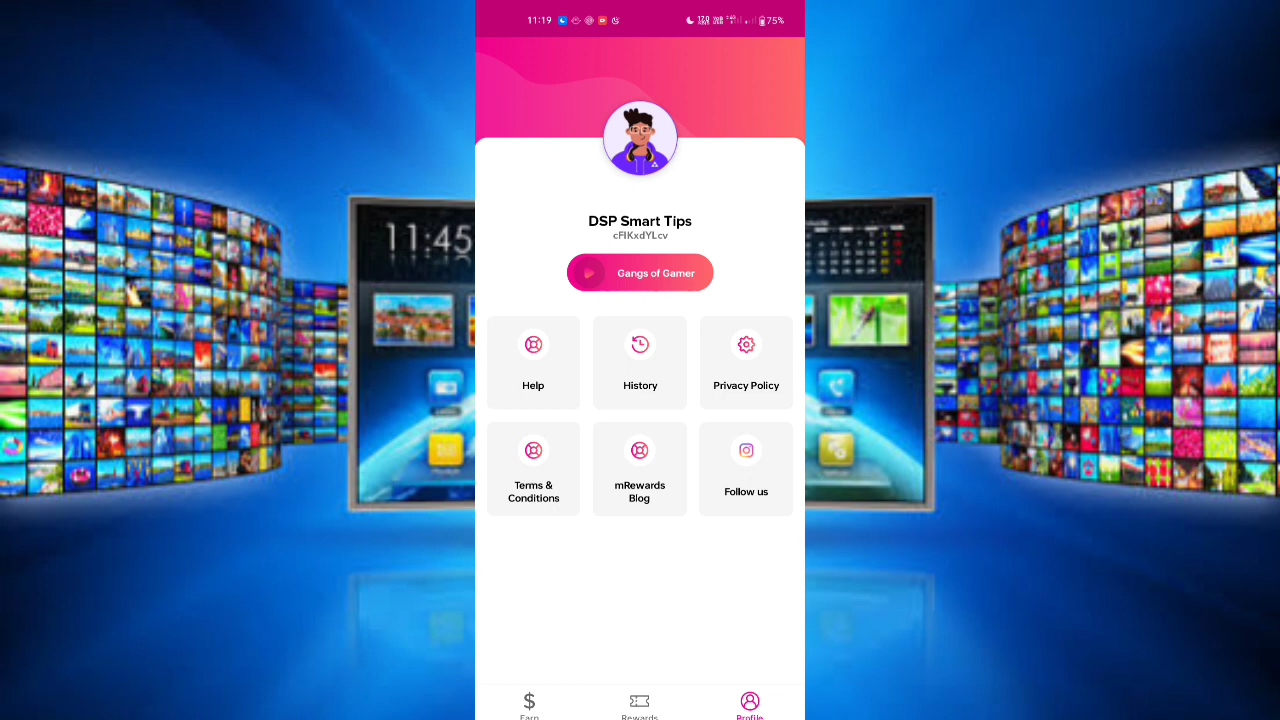 11:19
75%
11:45
DSP Smart Tips
cFlKxdYLcv
Gangs of Gamer
Help
History
Privacy Policy
Terms &
Conditions
mRewards
Blog
Follow us
Earn
Rewards
Profile